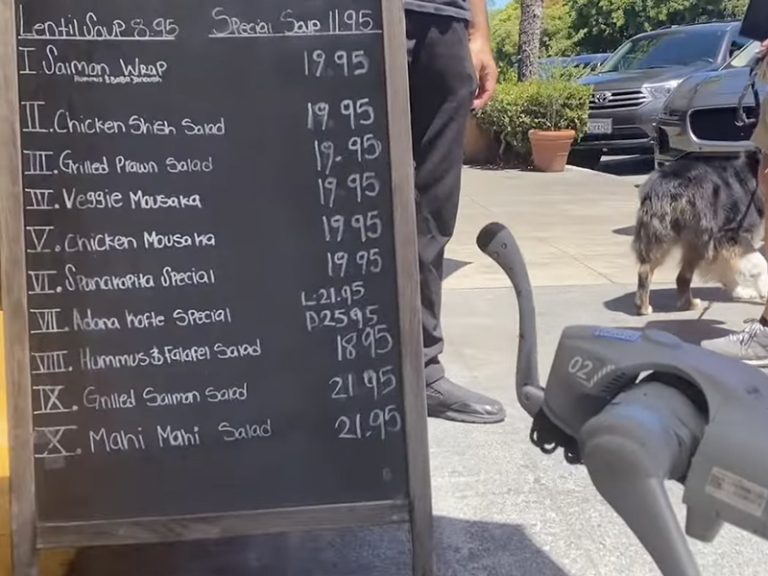 Lentil Soup 8.95 Special Soup 11.95
I Salmon Wrap 19.95
Hummus & Baba Ganoush
II. Chicken Shish Salad 19.95
III. Grilled Prawn Salad 19.95
IV. Veggie Mousaka 19.95
V. Chicken Mousaka 19.95
VI. Spanakopita Special 19.95
VII. Adana Kofte Special L-21.95
D.25.95
VIII. Hummus & Falafel Salad 18.95
IX. Grilled Salmon Salad 21.95
X. Mahi Mahi Salad 21.95
02